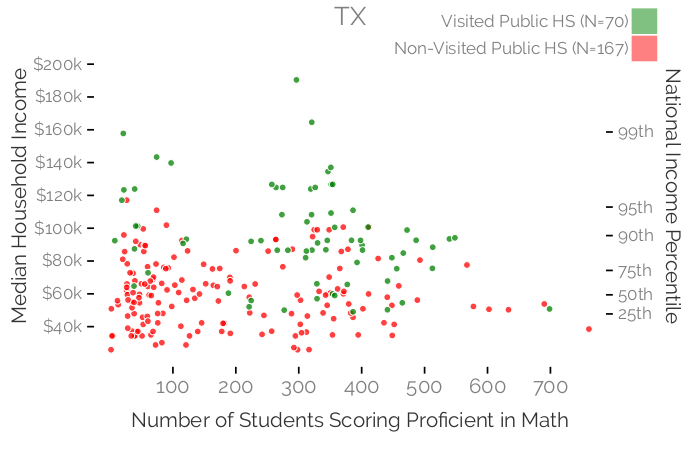 TX
Visited Public HS (N=70)
Non-Visited Public HS (N=167)
Median Household Income
$200k
$180k
$160k
$140k
$120k
$100k
$80k
$60k
$40k
National Income Percentile
99th
95th
90th
75th
50th
25th
100 200 300 400 500 600 700
Number of Students Scoring Proficient in Math